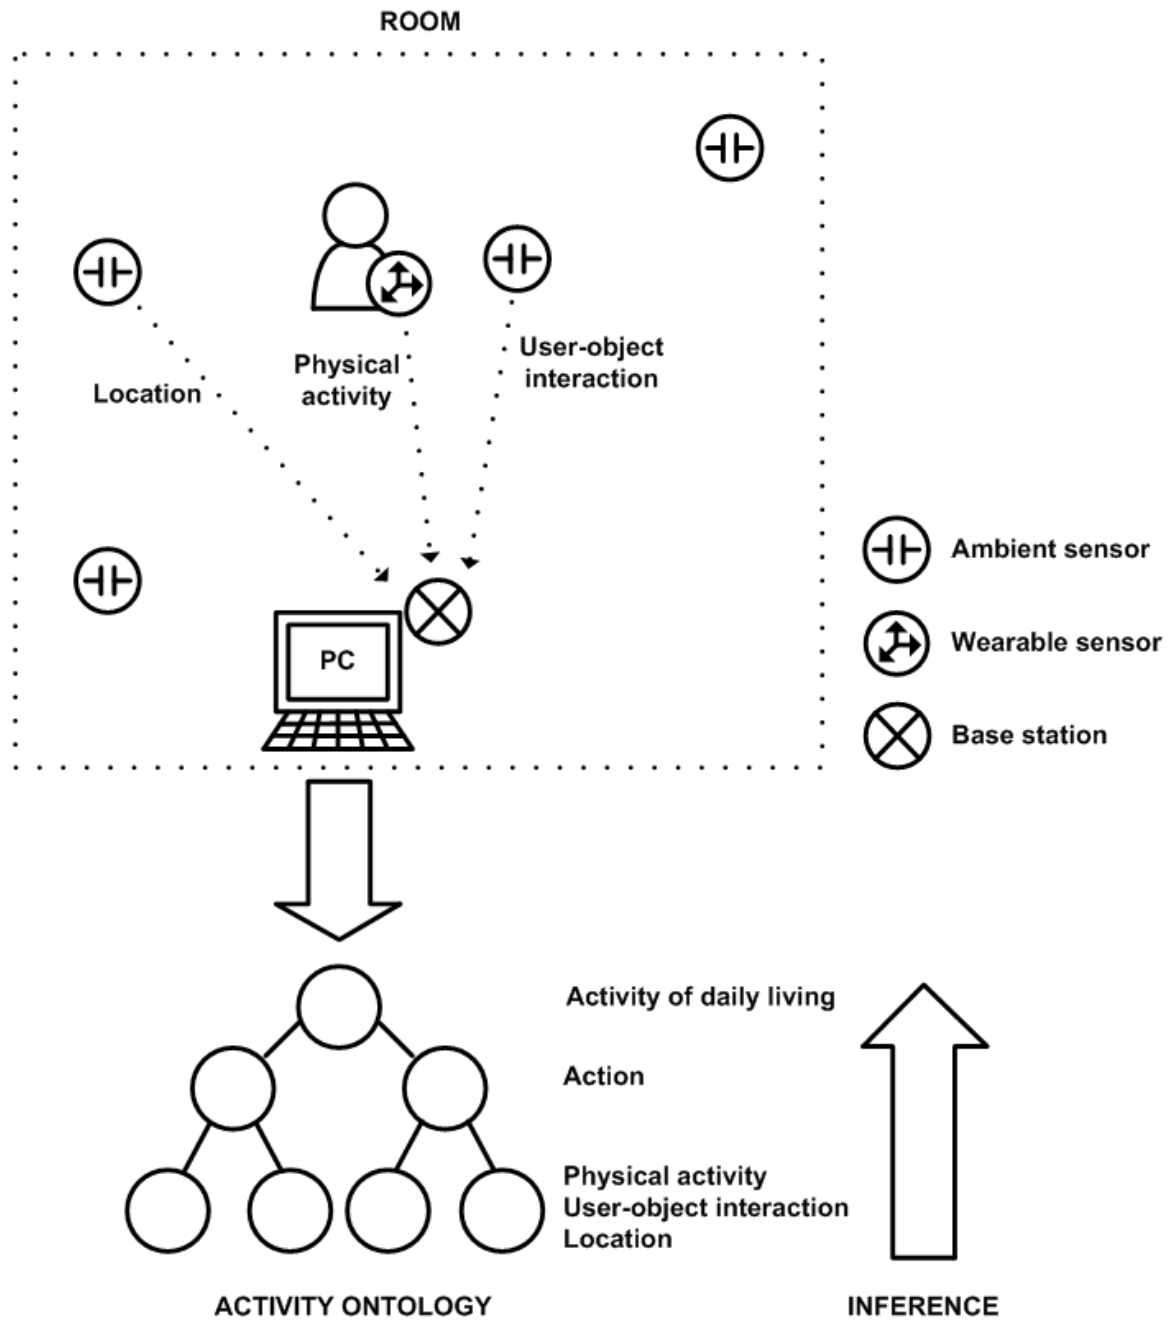 ROOM
Location
Physical
activity
User-object
interaction
PC
Ambient sensor
Wearable sensor
Base station
Activity of daily living
Action
Physical activity
User-object interaction
Location
ACTIVITY ONTOLOGY
INFERENCE